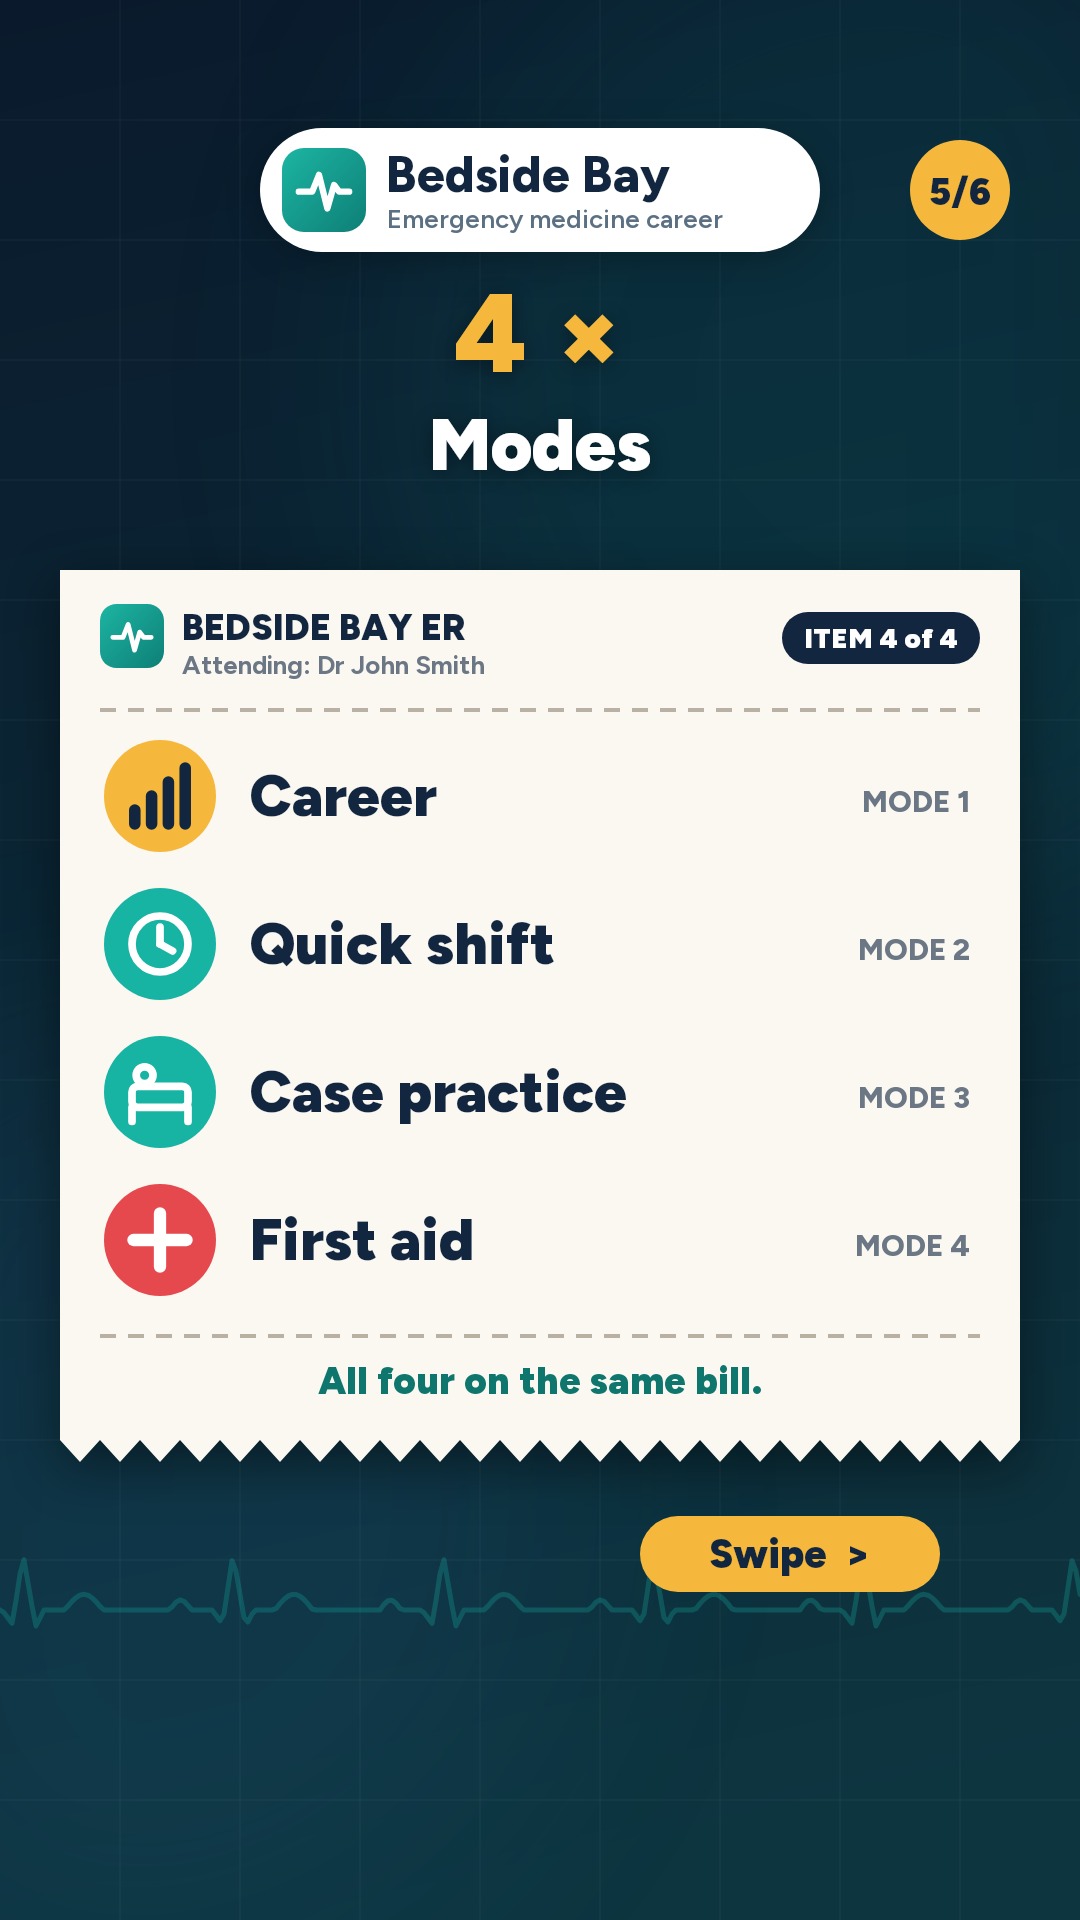 Bedside Bay
Emergency medicine career
5/6
4 ×
Modes
BEDSIDE BAY ER
Attending: Dr John Smith
ITEM 4 of 4
Career
MODE 1
Quick shift
MODE 2
Case practice
MODE 3
First aid
MODE 4
All four on the same bill.
Swipe >